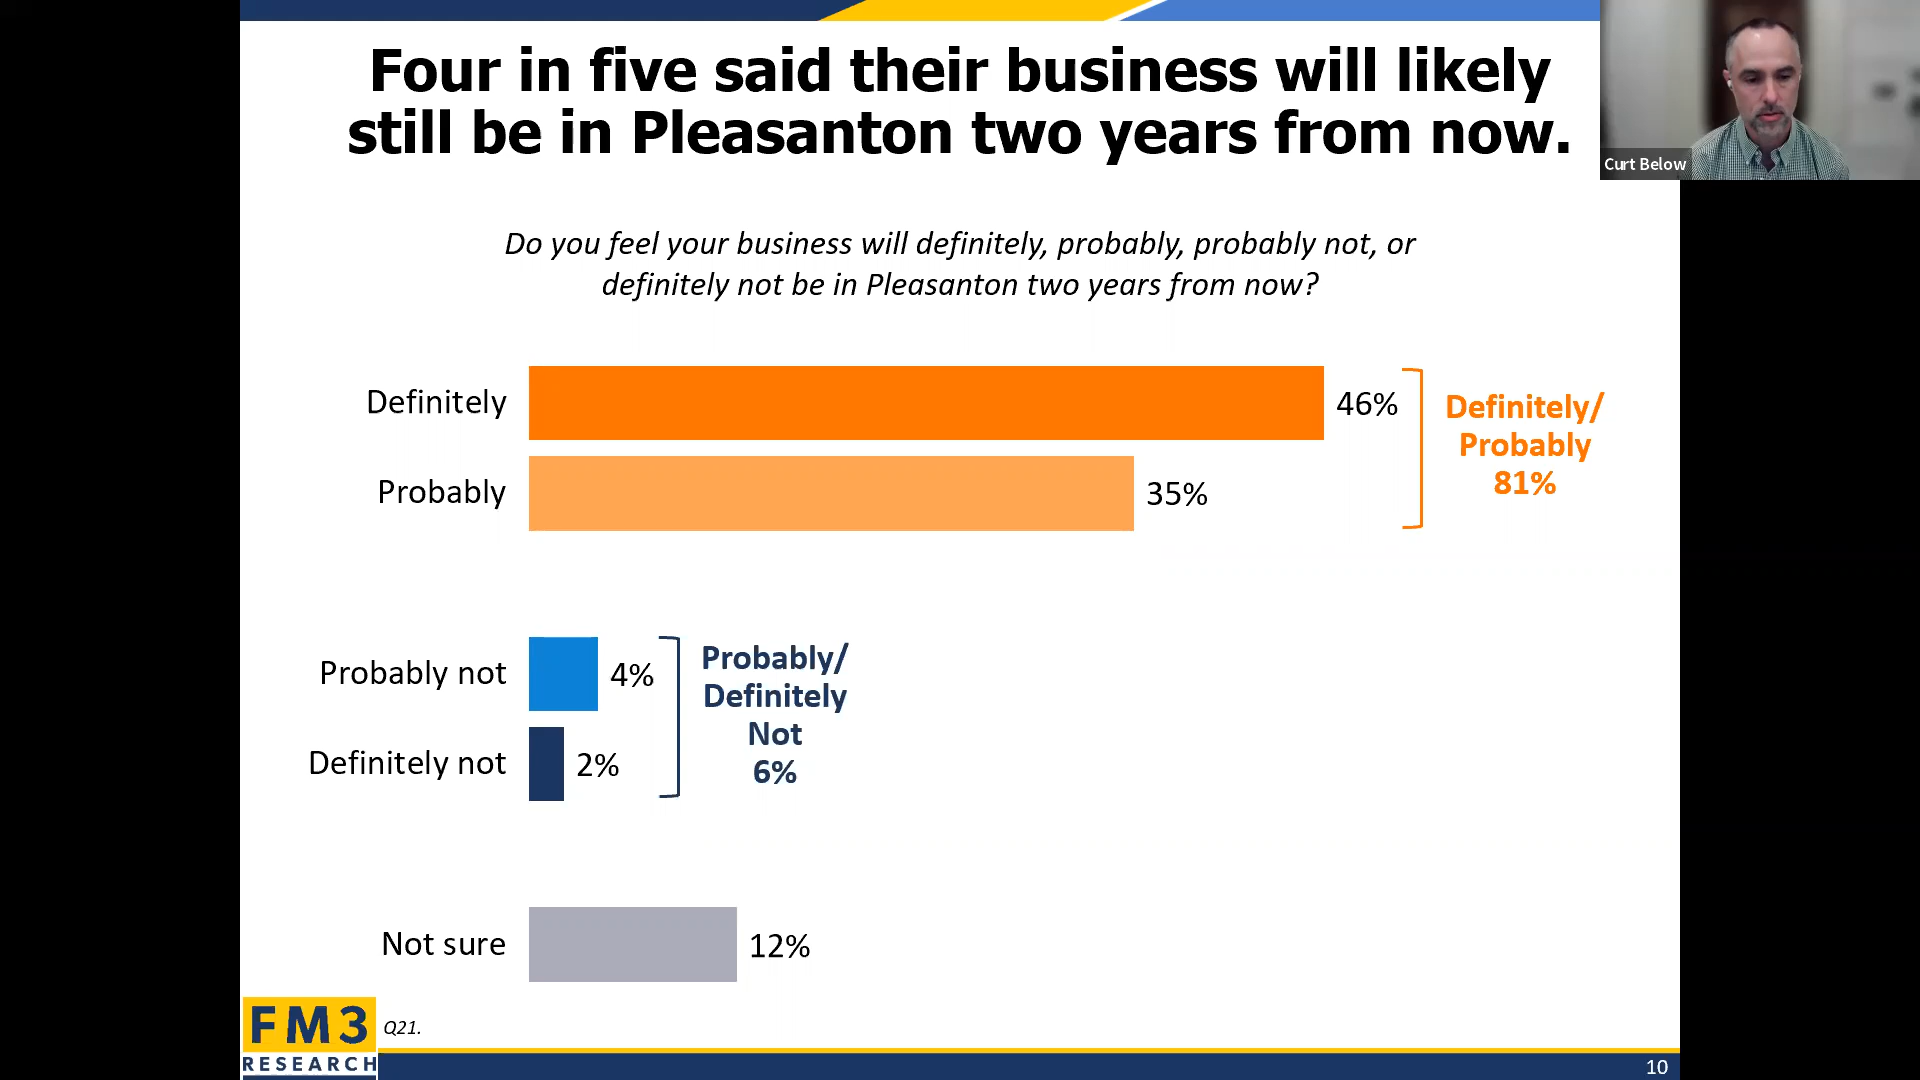 Four in five said their business will likely
still be in Pleasanton two years from now.
Curt Below
Do you feel your business will definitely, probably, probably not, or
definitely not be in Pleasanton two years from now?
Definitely
46%
Probably
35%
Definitely/
Probably
81%
Probably not
4%
Definitely not
2%
Probably/
Definitely
Not
6%
Not sure
12%
FM3
RESEARCH
Q21.
10